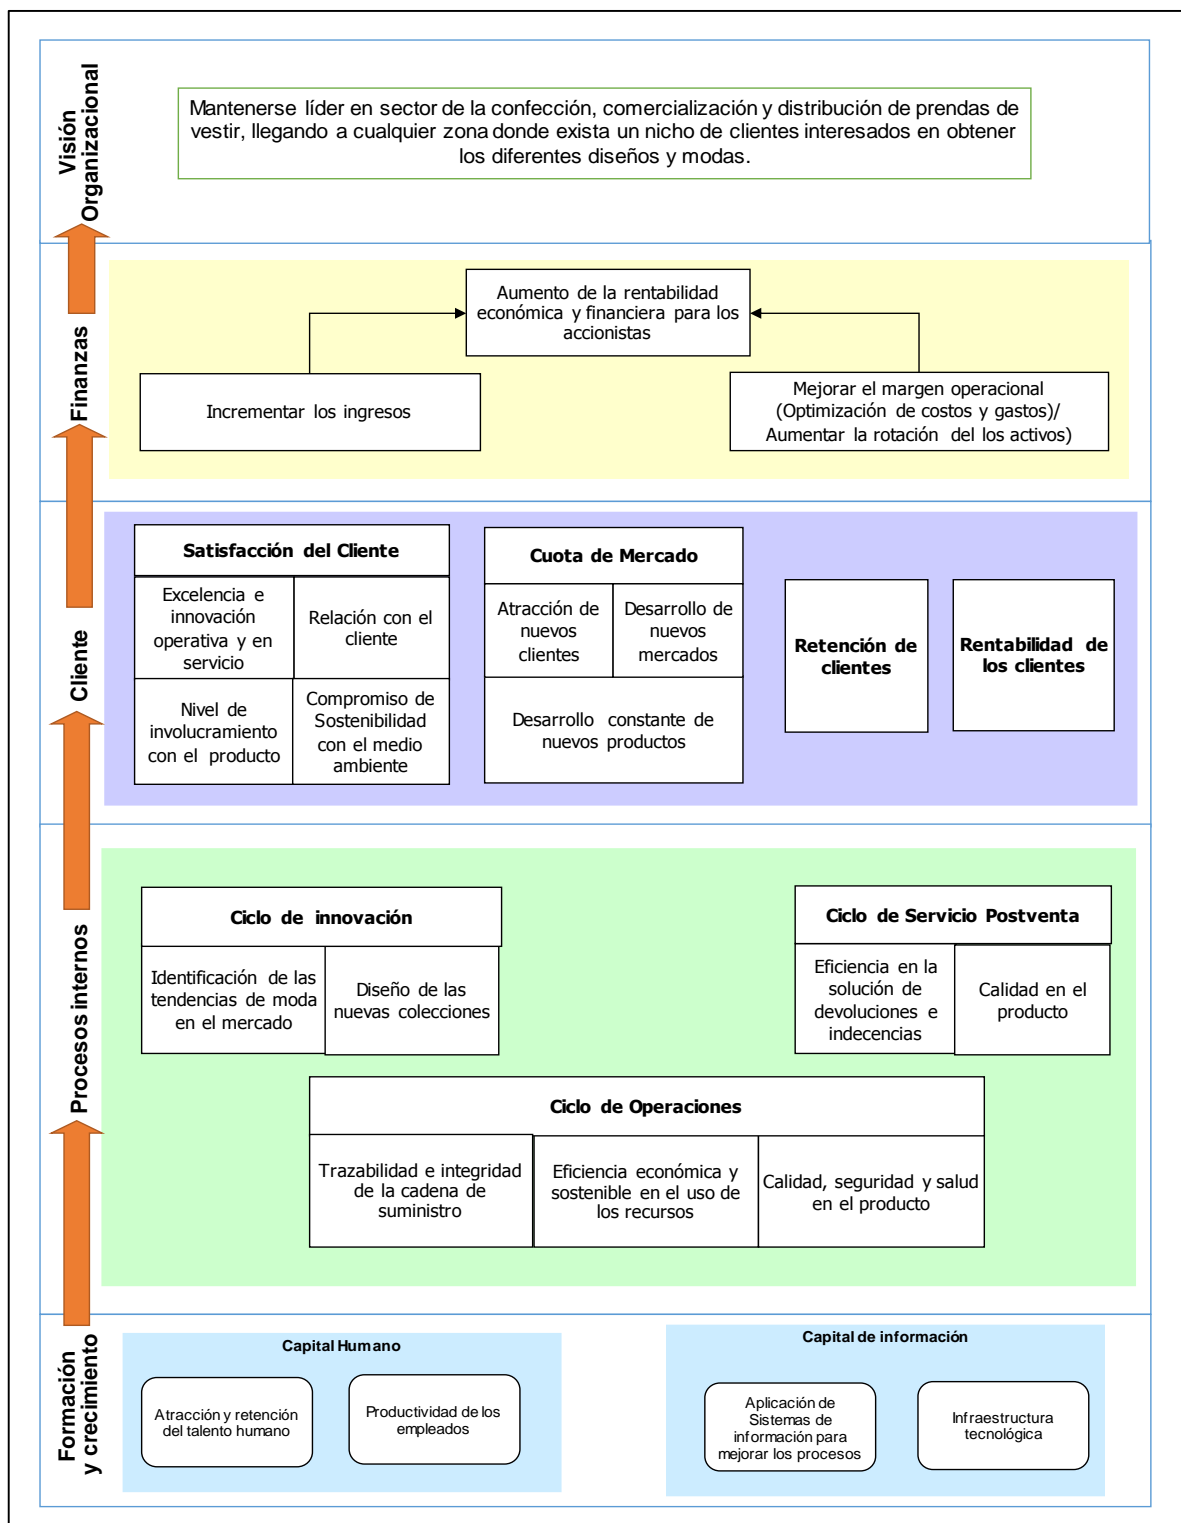 Visión
Organizacional
Mantenerse líder en sector de la confección, comercialización y distribución de prendas de
vestir, llegando a cualquier zona donde exista un nicho de clientes interesados en obtener
los diferentes diseños y modas.
Finanzas
Aumento de la rentabilidad
económica y financiera para los
accionistas
Incrementar los ingresos
Mejorar el margen operacional
(Optimización de costos y gastos)/
Aumentar la rotación del los activos)
Cliente
Satisfacción del Cliente
Excelencia e
innovación
operativa y en
servicio
Relación con el
cliente
Nivel de
involucramiento
con el producto
Compromiso de
Sostenibilidad
con el medio
ambiente
Cuota de Mercado
Atracción de
nuevos
clientes
Desarrollo de
nuevos
mercados
Desarrollo constante de
nuevos productos
Retención de
clientes
Rentabilidad de
los clientes
Procesos internos
Ciclo de innovación
Identificación de las
tendencias de moda
en el mercado
Diseño de las
nuevas colecciones
Ciclo de Servicio Postventa
Eficiencia en la
solución de
devoluciones e
indecencias
Calidad en el
producto
Ciclo de Operaciones
Trazabilidad e integridad
de la cadena de
suministro
Eficiencia económica y
sostenible en el uso de
los recursos
Calidad, seguridad y salud
en el producto
Formación
y crecimiento
Capital Humano
Atracción y retención
del talento humano
Productividad de los
empleados
Capital de información
Aplicación de
Sistemas de
información para
mejorar los procesos
Infraestructura
tecnológica